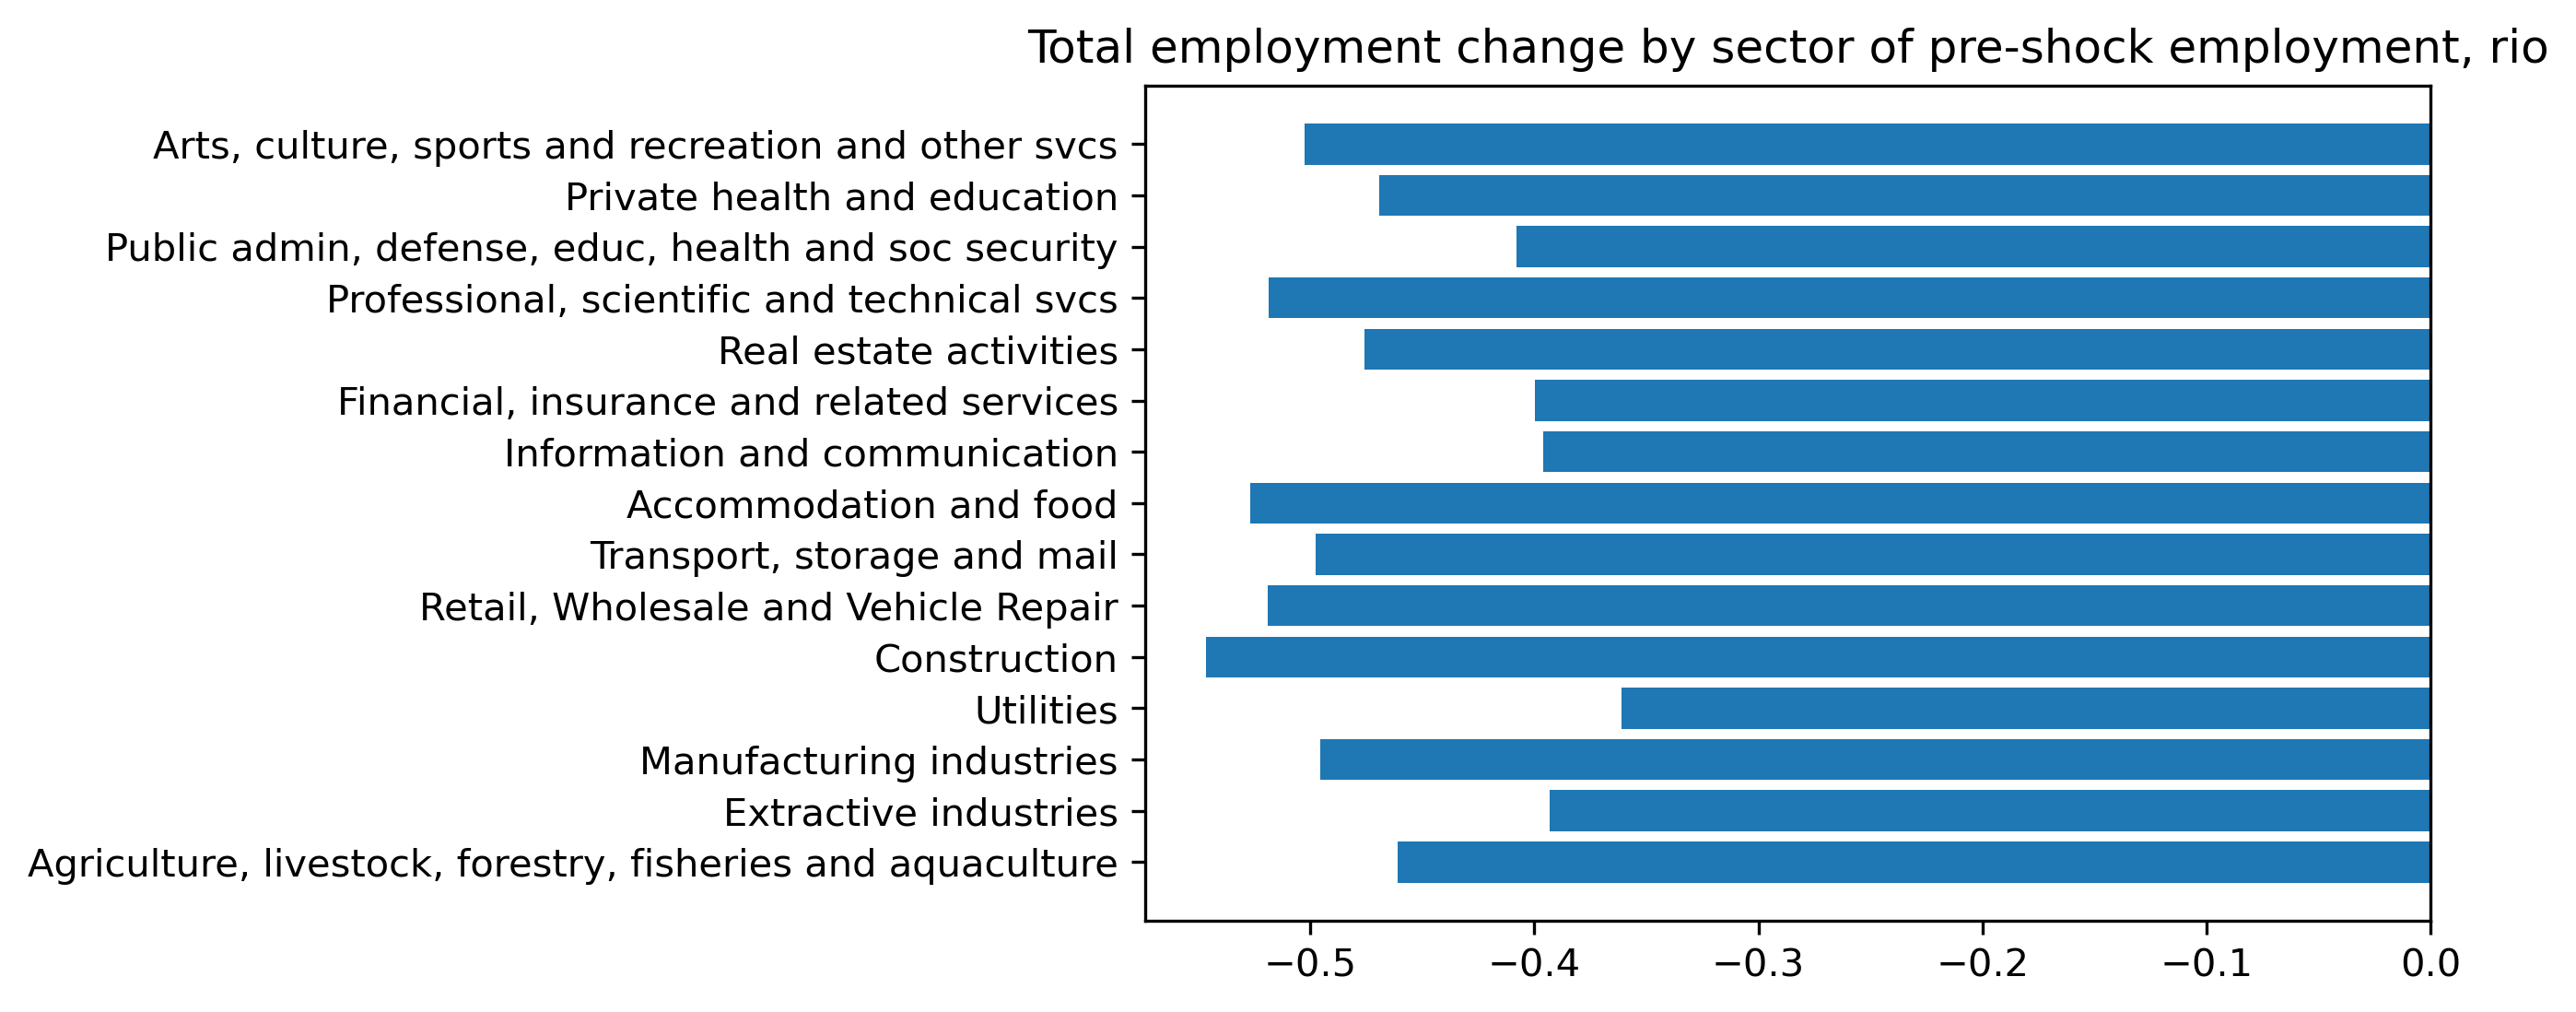 Total employment change by sector of pre-shock employment, rio
Arts, culture, sports and recreation and other svcs
Private health and education
Public admin, defense, educ, health and soc security
Professional, scientific and technical svcs
Real estate activities
Financial, insurance and related services
Information and communication
Accommodation and food
Transport, storage and mail
Retail, Wholesale and Vehicle Repair
Construction
Utilities
Manufacturing industries
Extractive industries
Agriculture, livestock, forestry, fisheries and aquaculture
−0.5 −0.4 −0.3 −0.2 −0.1 0.0